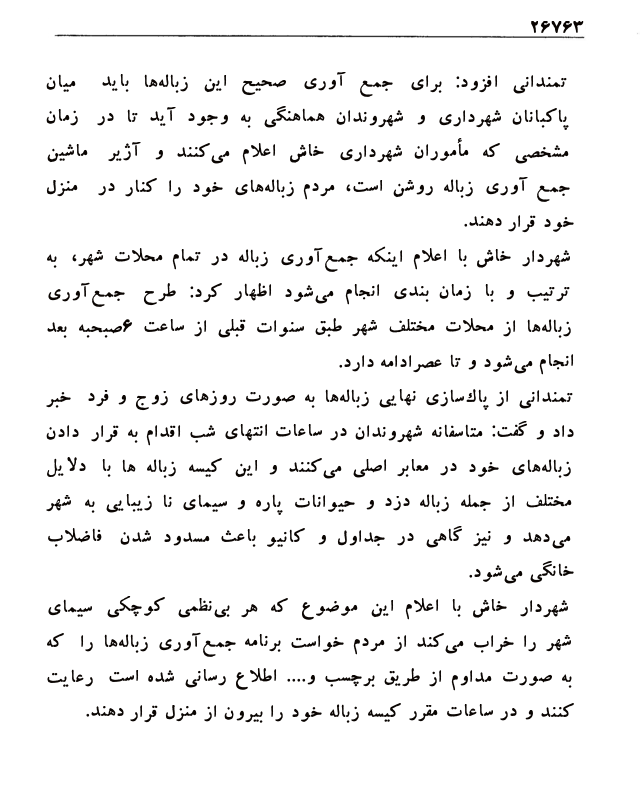 ۲۶۷۶۳
تمندانی افزود: برای جمع آوری صحیح این زباله‌ها باید میان
پاکبانان شهرداری و شهروندان هماهنگی به وجود آید تا در زمان
مشخصی که مأموران شهرداری خاش اعلام می‌کنند و آژیر ماشین
جمع آوری زباله روشن است، مردم زباله‌های خود را کنار در منزل
خود قرار دهند.
شهردار خاش با اعلام اینکه جمع‌آوری زباله در تمام محلات شهر، به
ترتیب و با زمان بندی انجام می‌شود اظهار کرد: طرح جمع‌آوری
زباله‌ها از محلات مختلف شهر طبق سنوات قبلی از ساعت ۶صبحبه بعد
انجام می‌شود و تا عصرادامه دارد.
تمندانی از پاك‌سازی نهایی زباله‌ها به صورت روزهای زوج و فرد خبر
داد و گفت: متاسفانه شهروندان در ساعات انتهای شب اقدام به قرار دادن
زباله‌های خود در معابر اصلی می‌کنند و این کیسه زباله ها با دلایل
مختلف از جمله زباله دزد و حیوانات پاره و سیمای نا زیبایی به شهر
می‌دهد و نیز گاهی در جداول و کانیو باعث مسدود شدن فاضلاب
خانگی می‌شود.
شهردار خاش با اعلام این موضوع که هر بی‌نظمی کوچکی سیمای
شهر را خراب می‌کند از مردم خواست برنامه جمع‌آوری زباله‌ها را که
به صورت مداوم از طریق برچسب و.... اطلاع رسانی شده است رعایت
کنند و در ساعات مقرر کیسه زباله خود را بیرون از منزل قرار دهند.